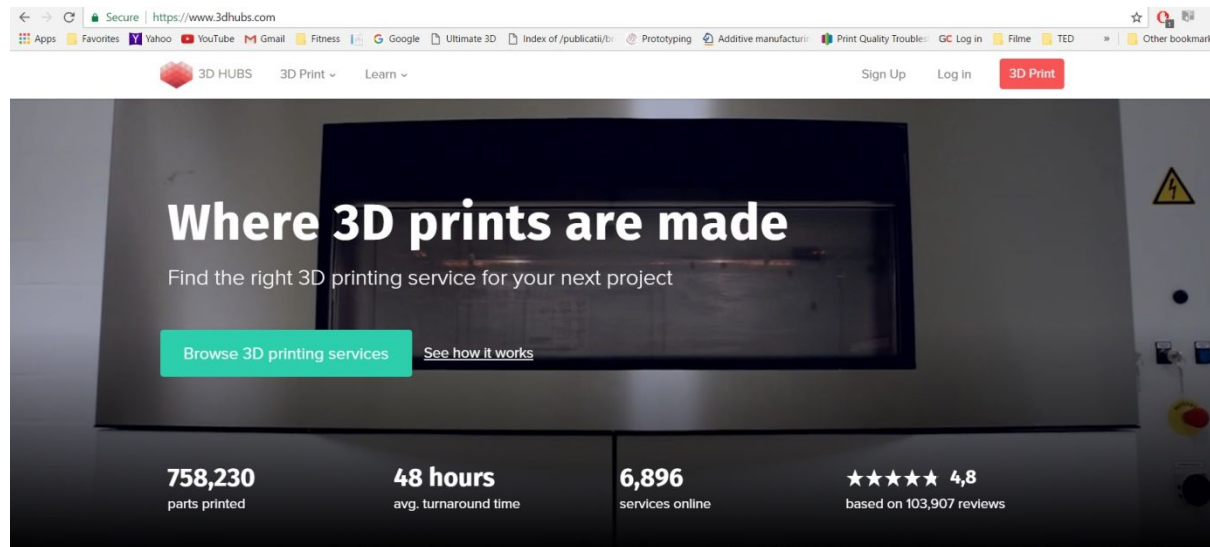 Secure | https://www.3dhubs.com
Apps Favorites Yahoo YouTube Gmail Fitness Google Ultimate 3D Index of /publicatii/ Prototyping Additive manufacturin Print Quality Troubles GC Log in Filme TED » Other bookmark
3D HUBS 3D Print Learn Sign Up Log in 3D Print
Where 3D prints are made
Find the right 3D printing service for your next project
Browse 3D printing services See how it works
758,230 48 hours 6,896 ★★★★★ 4,8
parts printed avg. turnaround time services online based on 103,907 reviews